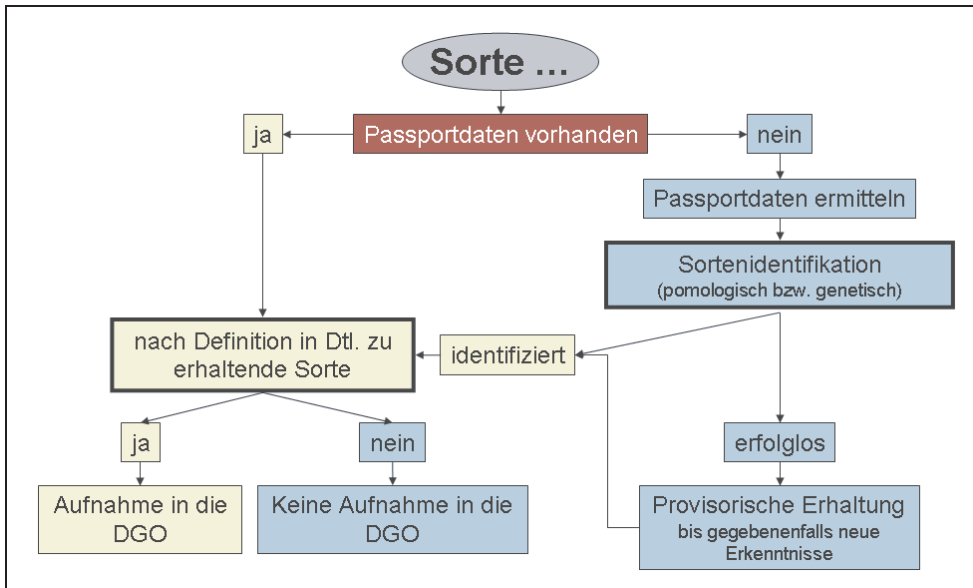 Sorte ...
ja
Passportdaten vorhanden
nein
Passportdaten ermitteln
Sortenidentifikation
(pomologisch bzw. genetisch)
nach Definition in Dtl. zu
erhaltende Sorte
identifiziert
ja
nein
erfolglos
Aufnahme in die
DGO
Keine Aufnahme in die
DGO
Provisorische Erhaltung
bis gegebenenfalls neue
Erkenntnisse